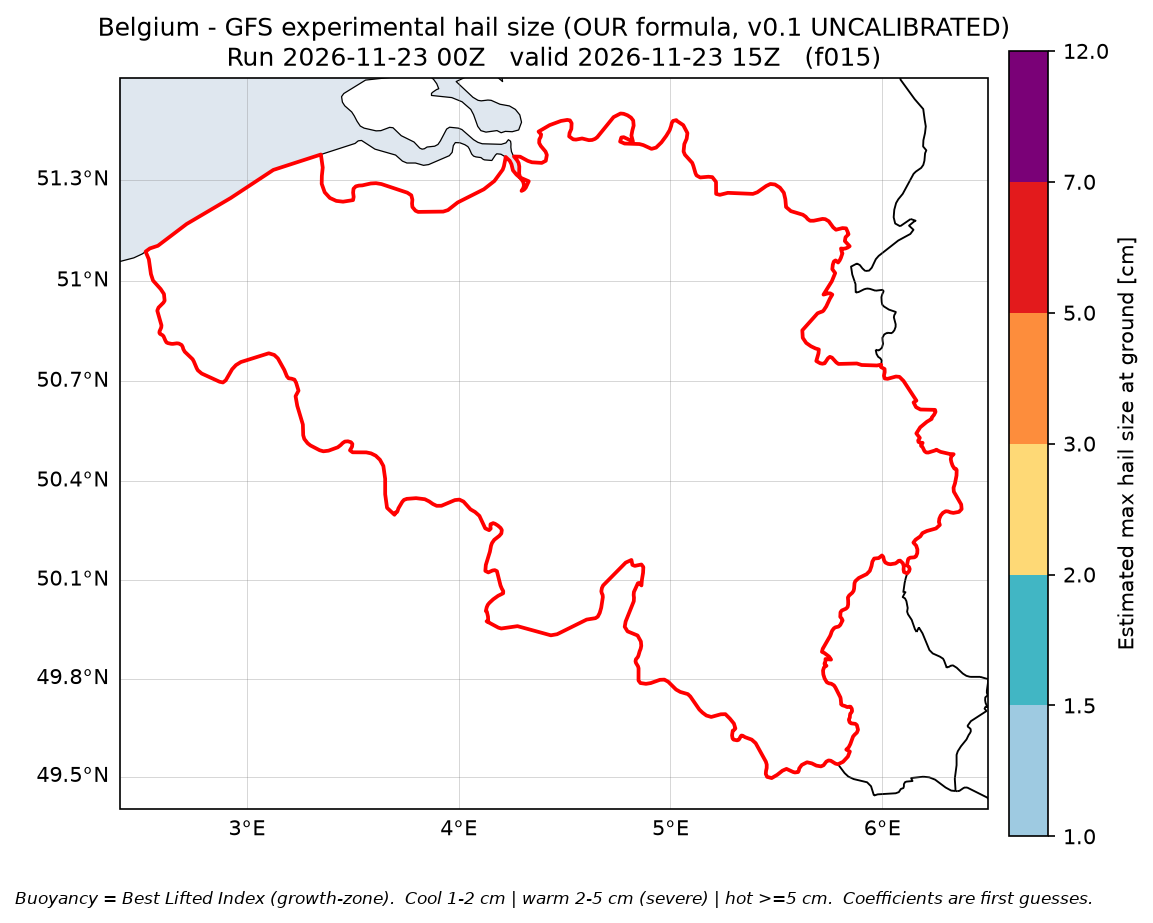 Belgium - GFS experimental hail size (OUR formula, v0.1 UNCALIBRATED)
Run 2026-11-23 00Z   valid 2026-11-23 15Z   (f015)
12.0
7.0
5.0
3.0
2.0
1.5
1.0
Estimated max hail size at ground [cm]
51.3°N
51°N
50.7°N
50.4°N
50.1°N
49.8°N
49.5°N
3°E
4°E
5°E
6°E
Buoyancy = Best Lifted Index (growth-zone).  Cool 1-2 cm | warm 2-5 cm (severe) | hot >=5 cm.  Coefficients are first guesses.